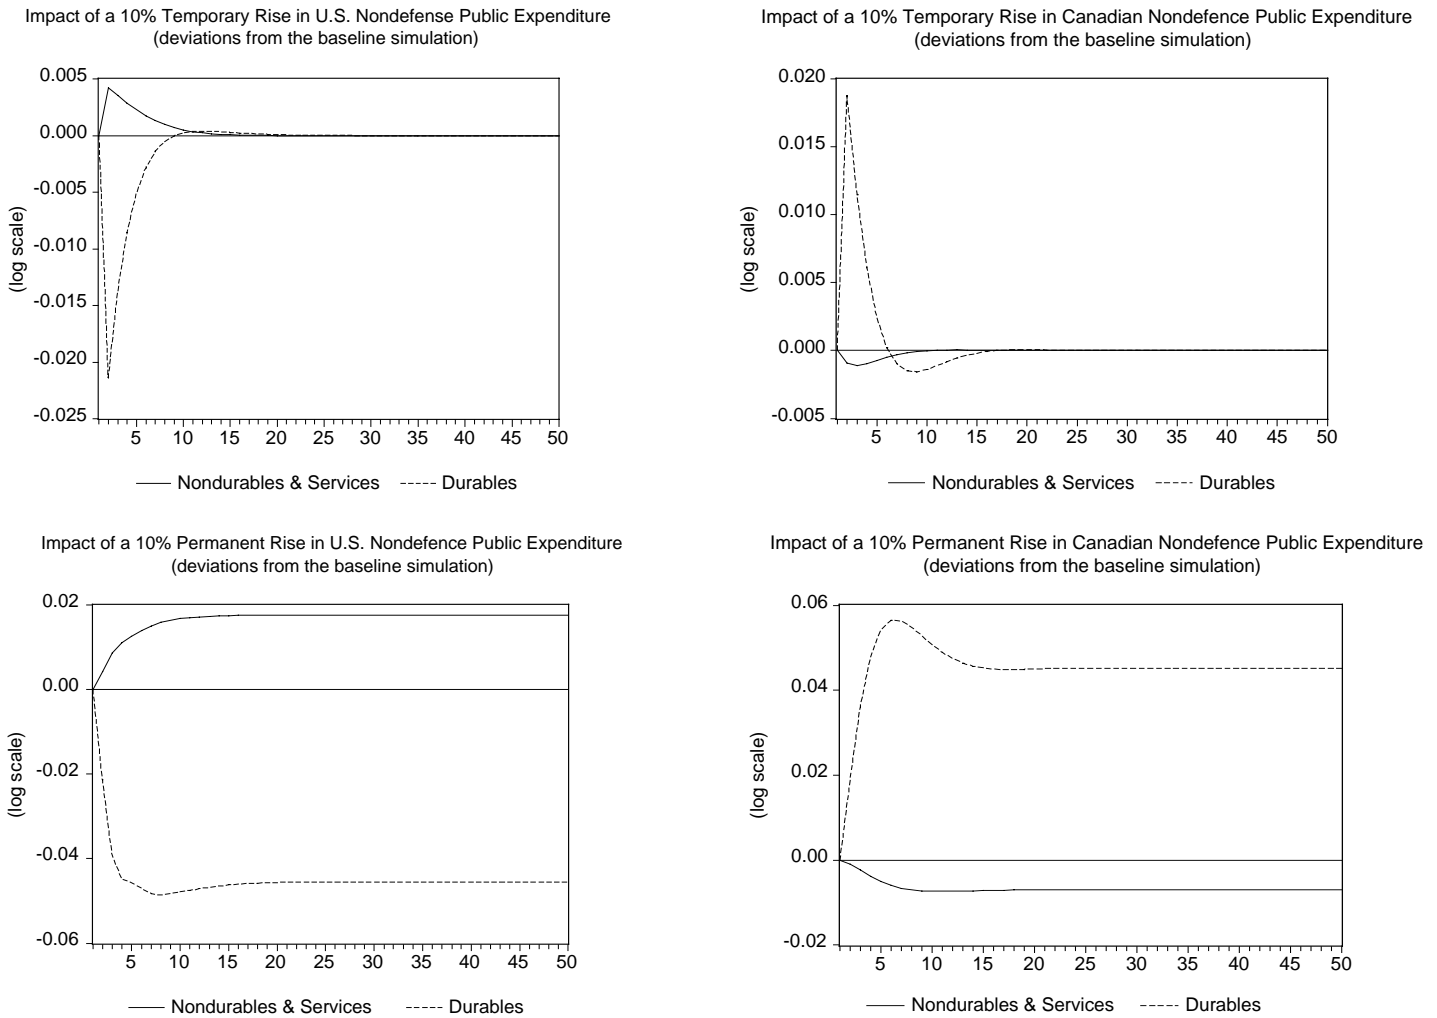 Impact of a 10% Temporary Rise in U.S. Nondefense Public Expenditure
(deviations from the baseline simulation)
0.005
0.000
-0.005
-0.010
-0.015
-0.020
-0.025
(log scale)
5 10 15 20 25 30 35 40 45 50
Nondurables & Services Durables
Impact of a 10% Temporary Rise in Canadian Nondefence Public Expenditure
(deviations from the baseline simulation)
0.020
0.015
0.010
0.005
0.000
-0.005
(log scale)
5 10 15 20 25 30 35 40 45 50
Nondurables & Services Durables
Impact of a 10% Permanent Rise in U.S. Nondefence Public Expenditure
(deviations from the baseline simulation)
0.02
0.00
-0.02
-0.04
-0.06
(log scale)
5 10 15 20 25 30 35 40 45 50
Nondurables & Services Durables
Impact of a 10% Permanent Rise in Canadian Nondefence Public Expenditure
(deviations from the baseline simulation)
0.06
0.04
0.02
0.00
-0.02
(log scale)
5 10 15 20 25 30 35 40 45 50
Nondurables & Services Durables